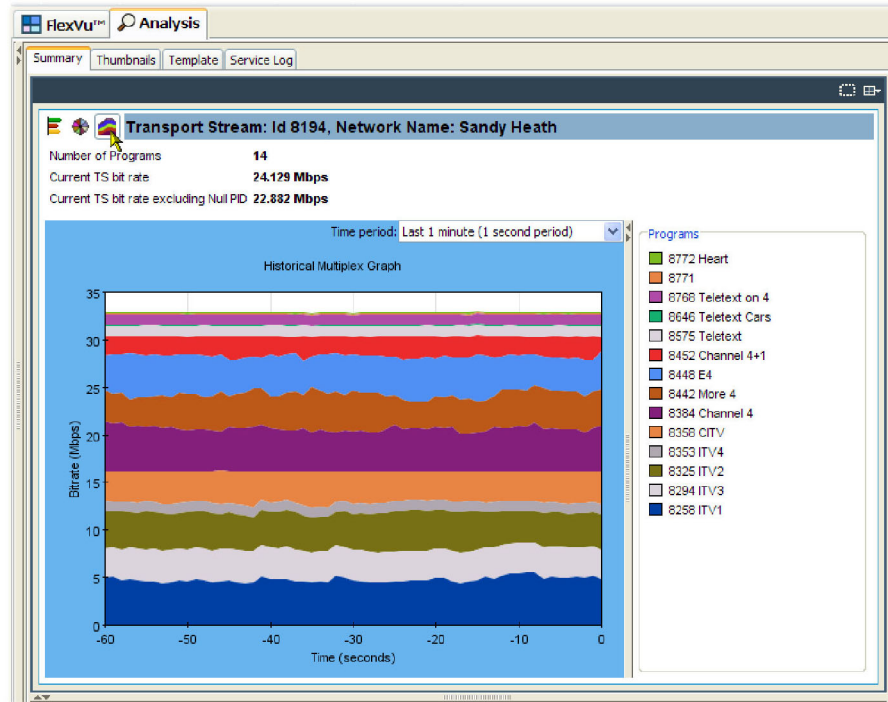 FlexVu™ Analysis
Summary Thumbnails Template Service Log
Transport Stream: Id 8194, Network Name: Sandy Heath
Number of Programs 14
Current TS bit rate 24.129 Mbps
Current TS bit rate excluding Null PID 22.882 Mbps
Time period: Last 1 minute (1 second period)
Historical Multiplex Graph
35
30
25
20
15
10
5
0
Bitrate (Mbps)
-60 -50 -40 -30 -20 -10 0
Time (seconds)
Programs
8772 Heart
8771
8768 Teletext on 4
8646 Teletext Cars
8575 Teletext
8452 Channel 4+1
8448 E4
8442 More 4
8384 Channel 4
8358 CITV
8353 ITV4
8325 ITV2
8294 ITV3
8258 ITV1